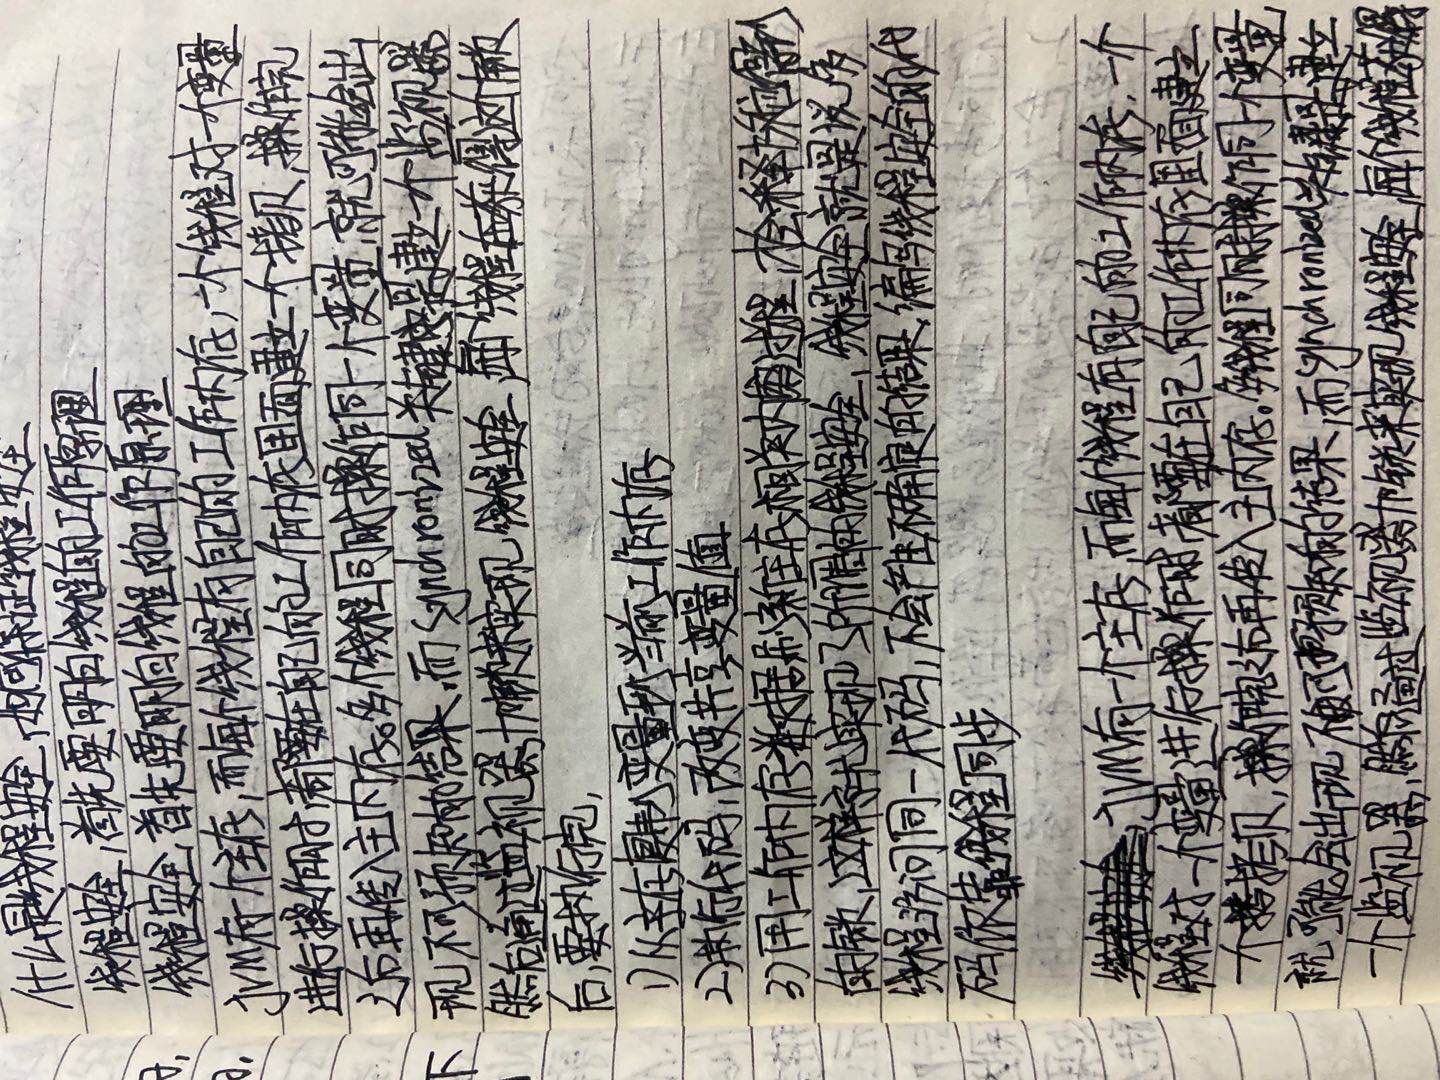 什么是线程安全,如何保证线程安全
线程安全,首先要明白线程的工作原理
线程安全,首先要明白线程的工作原理
JVM有一个主存,而每个线程有自己的工作内存,一个线程对一个变量
进行操作时,都要在自己的工作内存里面建立一个拷贝,操作完
之后再传入主内存。多个线程同时操作同一个变量,就可能会出
现不可预知的结果,而synchronized关键是建立一个监视器
然后通过监视器加锁来实现线程安全,每个线程在获得这个锁
后,要执行完,
1)从主存复制变量到当前工作内存
2)执行代码,改变共享变量值
3)用工作内存数据刷新主存相关内容过程,才会释放得到
的锁,这样就实现了所谓的线程安全,线程安全就是说多
线程访问同一代码,不会产生不确定的结果,编写线程安全的代
码依靠线程同步
JVM有一个主存,而每个线程有自己的工作内存,一个
线程对一个变量进行操作时,都要在自己的工作内存里面建立
一个拷贝,操作完之后再传入主内存。多线程同时操作同一个变量,
就可能会出现不可预知的结果,而synchronized关键是建立
一个监视器,然后通过监视器加锁来实现线程安全,每个线程获得